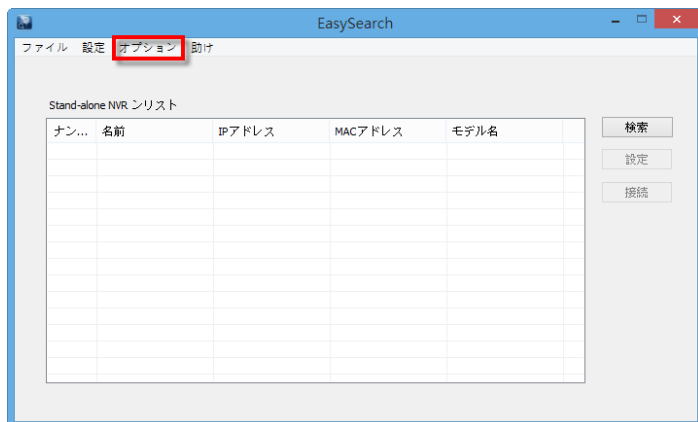 EasySearch
ファイル 設定 オプション 助け
Stand-alone NVR ンリスト
ナン... 名前 IPアドレス MACアドレス モデル名
検索
設定
接続